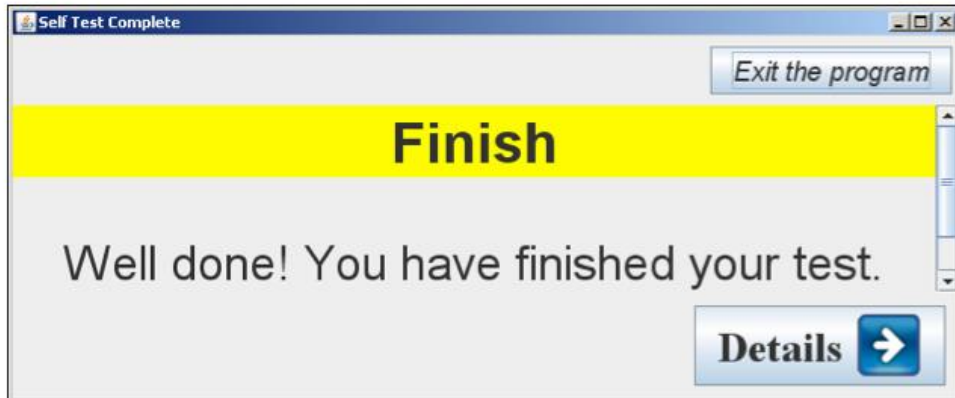 Self Test Complete
Exit the program
Finish
Well done! You have finished your test.
Details